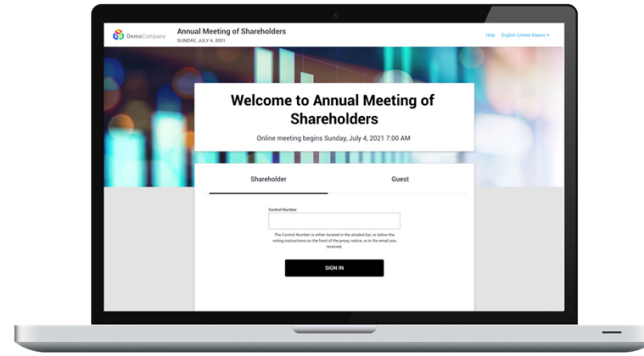 DemoCompany
Annual Meeting of Shareholders
SUNDAY, JULY 4, 2021
Help English (United States)
Welcome to Annual Meeting of
Shareholders
Online meeting begins Sunday, July 4, 2021 7:00 AM
Shareholder Guest
Control Number
The Control Number is either located in the shaded bar, or below the
voting instructions on the front of the proxy notice, or in the email you
received.
SIGN IN